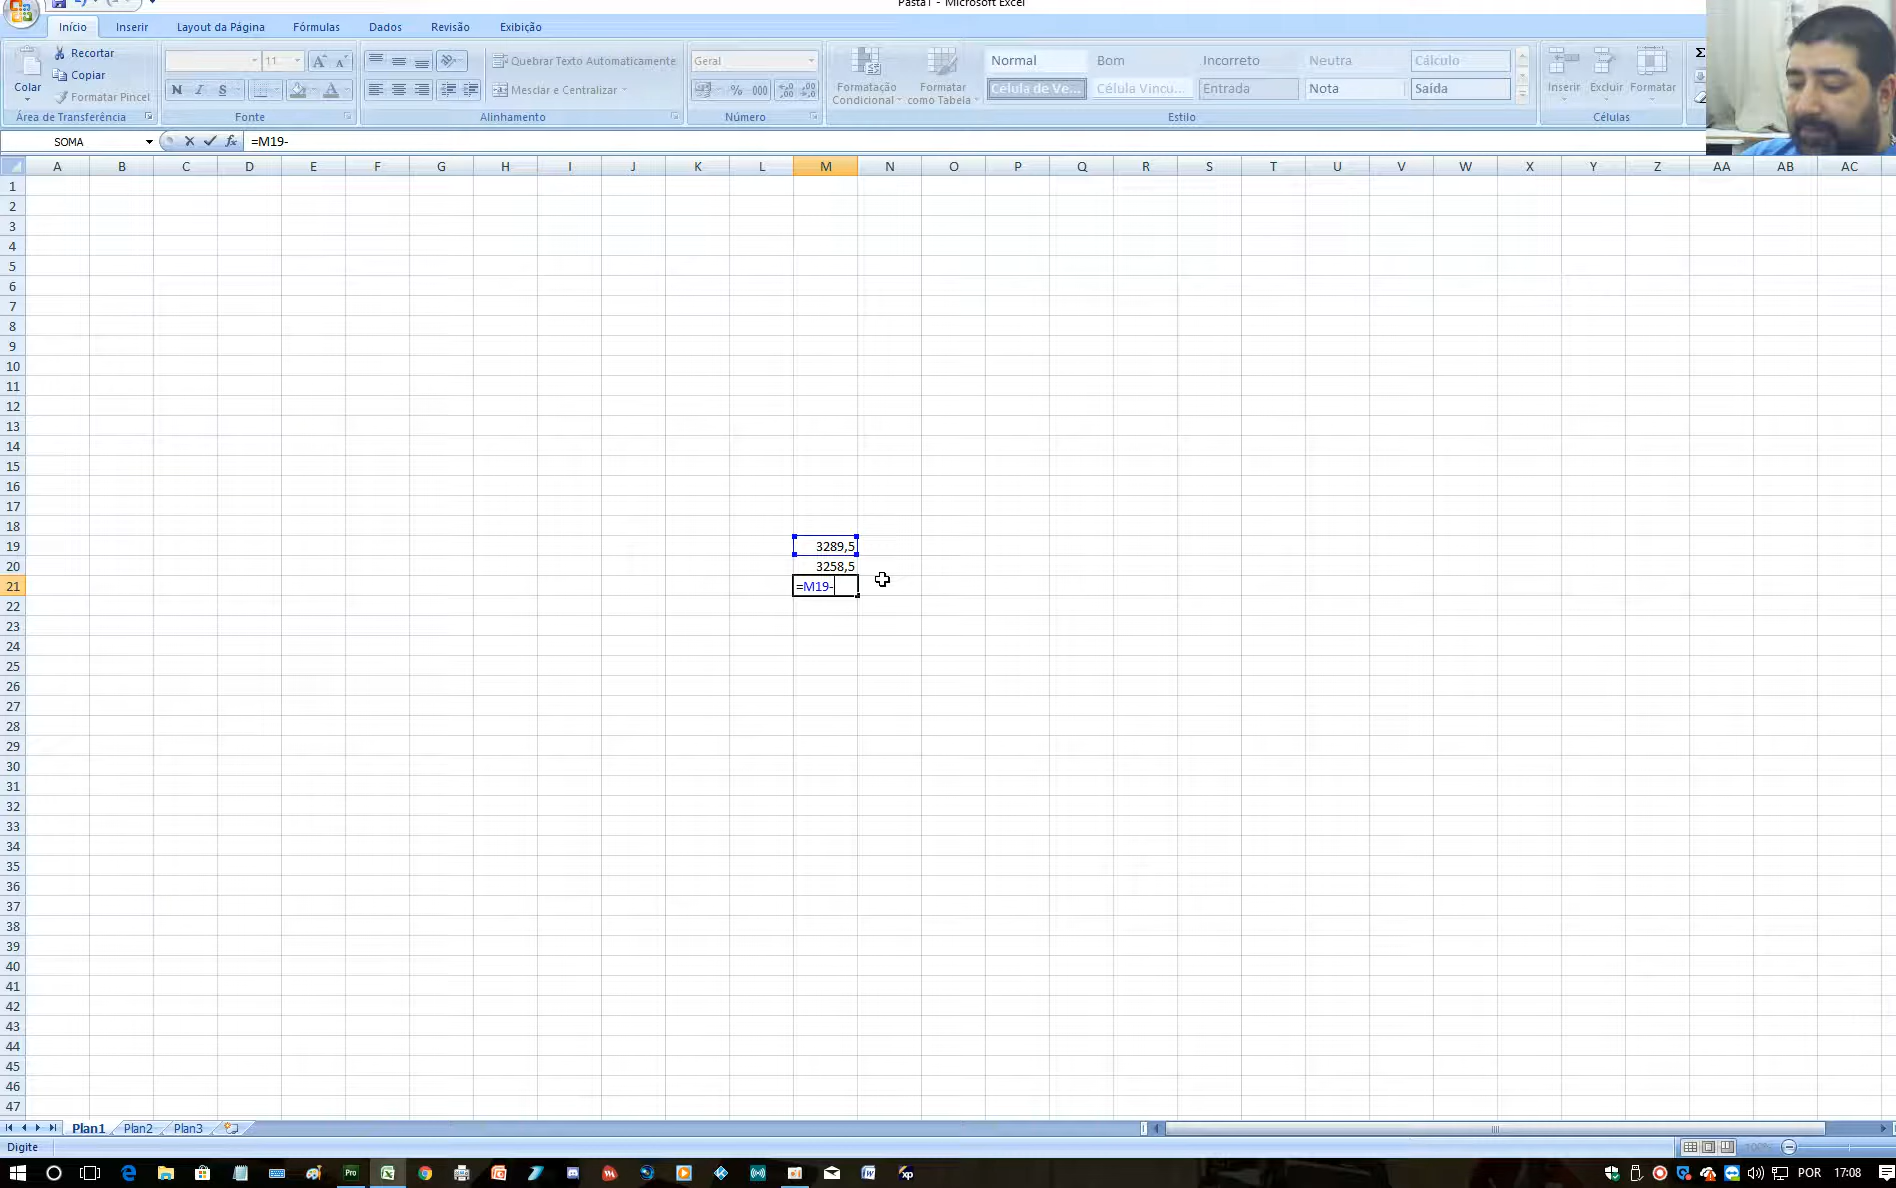 Pasta1 - Microsoft Excel
Início Inserir Layout da Página Fórmulas Dados Revisão Exibição
Colar
Recortar
Copiar
Formatar Pincel
Área de Transferência
11 A A
N I S A
Fonte
Quebrar Texto Automaticamente
Mesclar e Centralizar
Alinhamento
Geral
% 000 ,00
Número
Formatação Condicional
Formatar como Tabela
Normal Bom Incorreto Neutra Cálculo
Célula de Ve... Célula Vincu... Entrada Nota Saída
Estilo
Inserir Excluir Formatar
Células
Σ
SOMA fx =M19-
A B C D E F G H I J K L M N O P Q R S T U V W X Y Z AA AB AC
1
2
3
4
5
6
7
8
9
10
11
12
13
14
15
16
17
18
19 3289,5
20 3258,5
21 =M19-
22
23
24
25
26
27
28
29
30
31
32
33
34
35
36
37
38
39
40
41
42
43
44
45
46
47
Plan1 Plan2 Plan3
Digite 100%
Pro POR 17:08